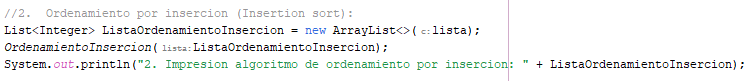 //2.  Ordenamiento por insercion (Insertion sort):
List<Integer> ListaOrdenamientoInsercion = new ArrayList<>( c: lista);
OrdenamientoInsercion( lista: ListaOrdenamientoInsercion);
System.out.println("2. Impresion algoritmo de ordenamiento por insercion: " + ListaOrdenamientoInsercion);